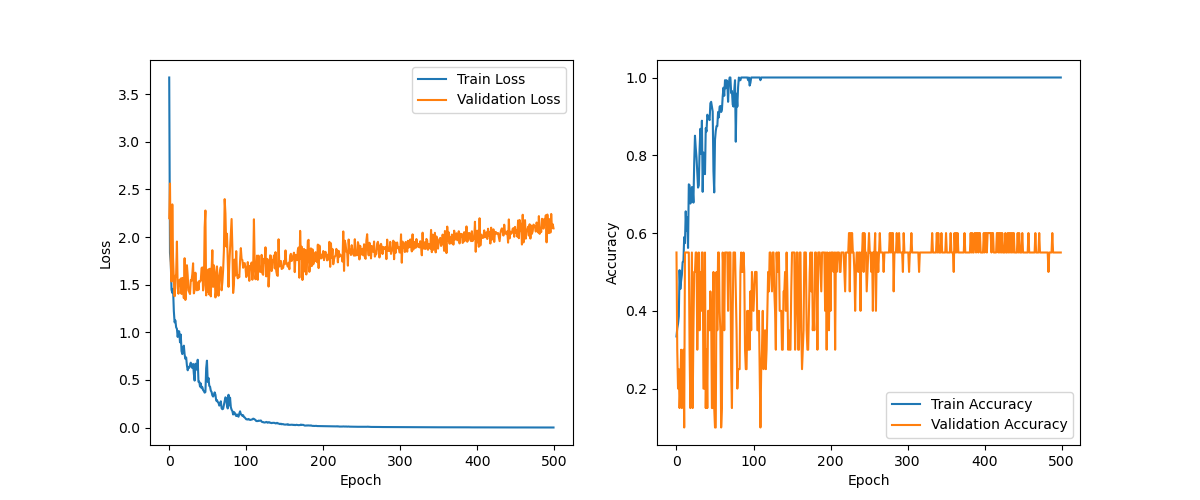 Train Loss
Validation Loss
3.5
3.0
2.5
2.0
1.5
1.0
0.5
0.0
Loss
0 100 200 300 400 500
Epoch
1.0
0.8
0.6
0.4
0.2
Accuracy
Train Accuracy
Validation Accuracy
0 100 200 300 400 500
Epoch